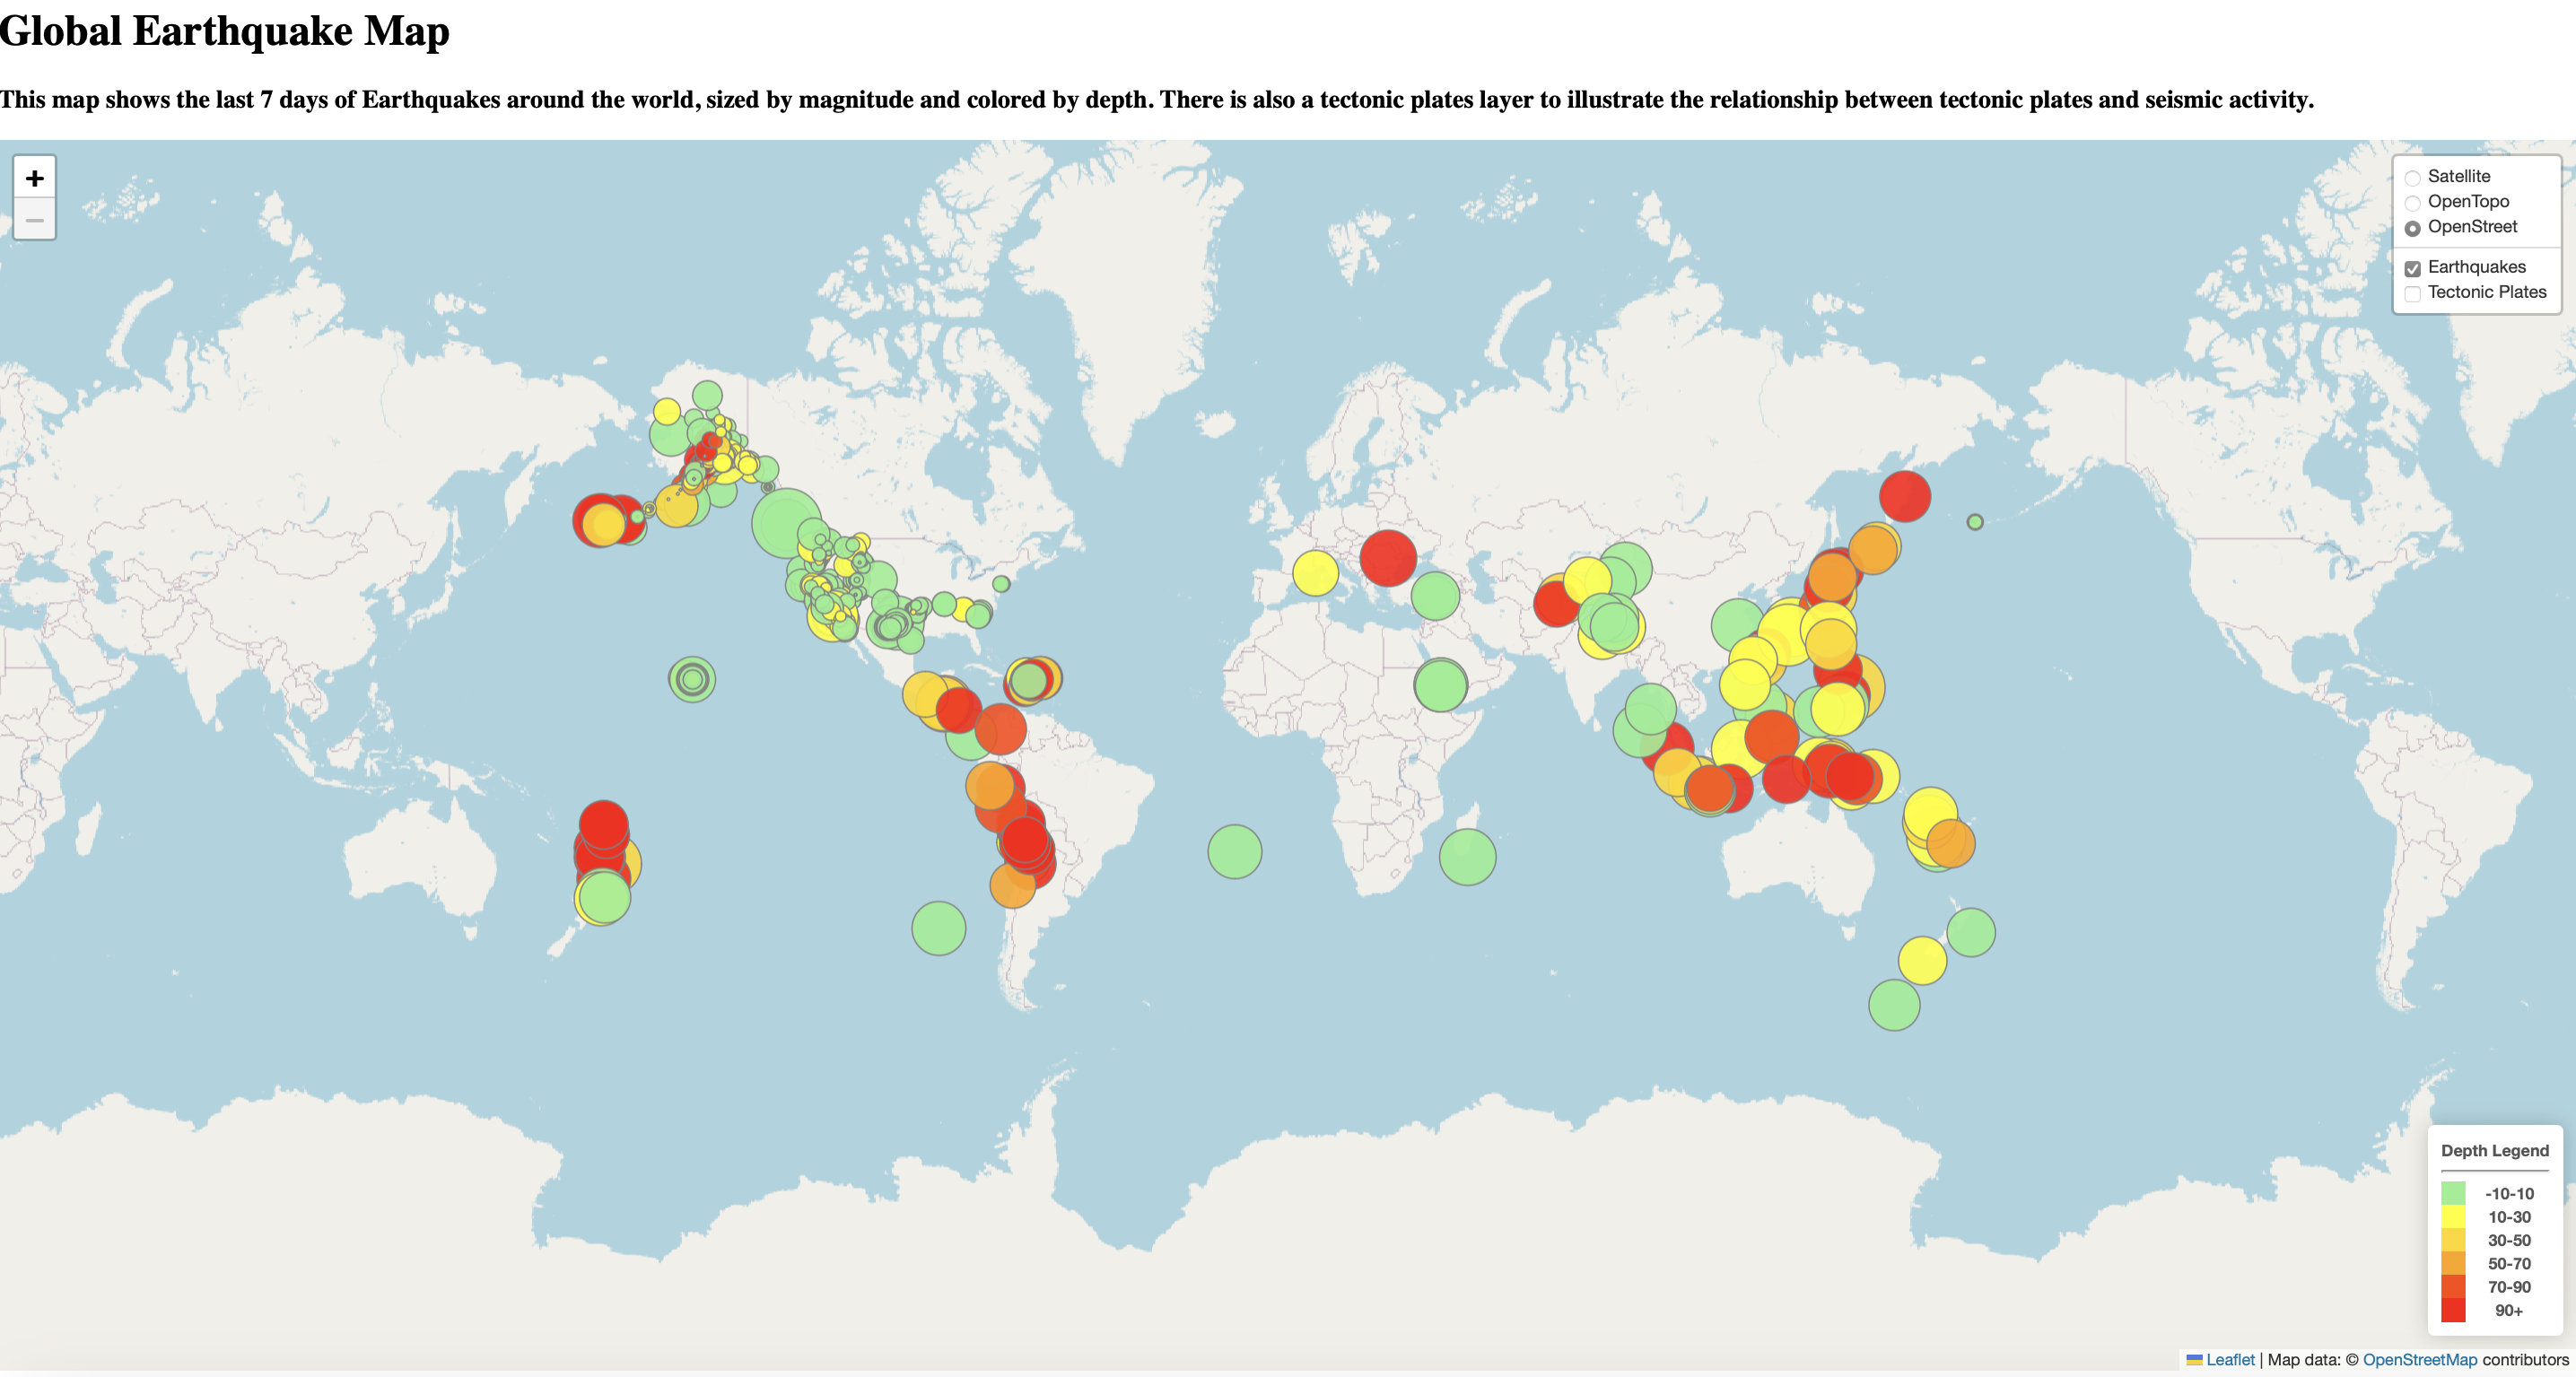 Global Earthquake Map
This map shows the last 7 days of Earthquakes around the world, sized by magnitude and colored by depth. There is also a tectonic plates layer to illustrate the relationship between tectonic plates and seismic activity.
+
−
Satellite
OpenTopo
OpenStreet
Earthquakes
Tectonic Plates
Depth Legend
-10-10
10-30
30-50
50-70
70-90
90+
Leaflet | Map data: © OpenStreetMap contributors